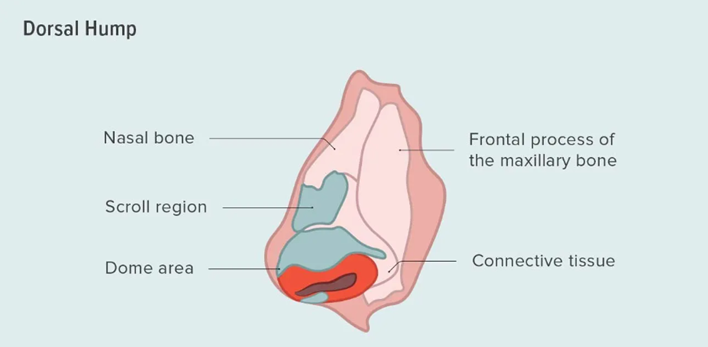 Dorsal Hump
Nasal bone
Frontal process of
the maxillary bone
Scroll region
Dome area
Connective tissue